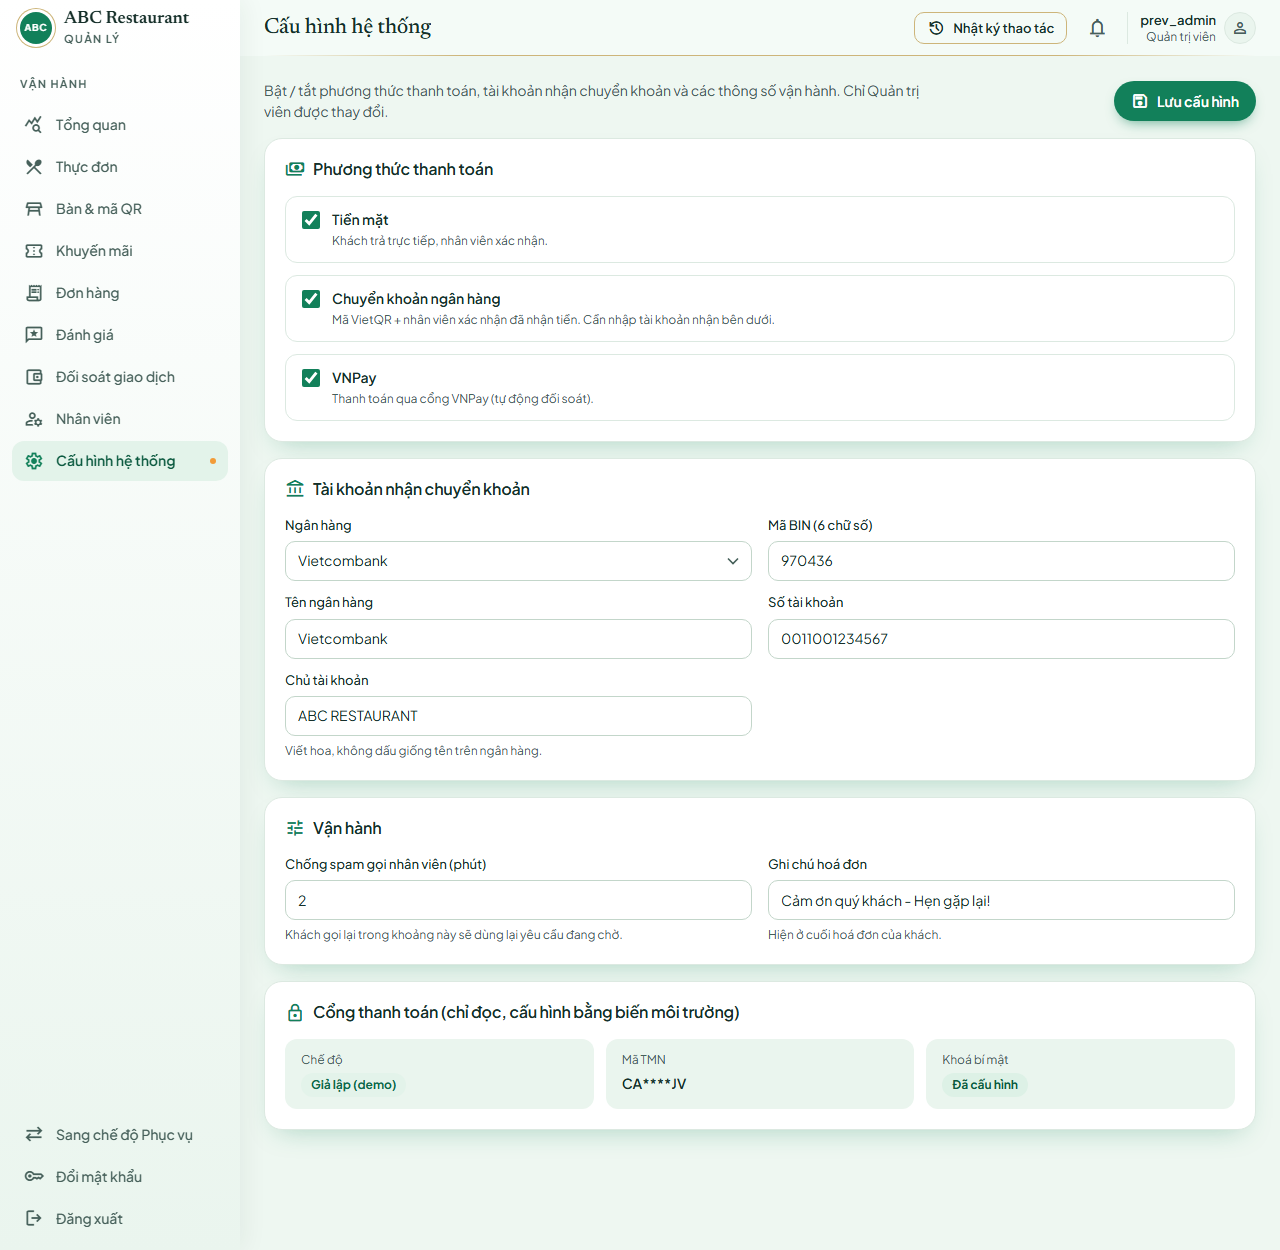 ABC
ABC Restaurant
QUẢN LÝ
VẬN HÀNH
Tổng quan
Thực đơn
Bàn & mã QR
Khuyến mãi
Đơn hàng
Đánh giá
Đối soát giao dịch
Nhân viên
Cấu hình hệ thống
Sang chế độ Phục vụ
Đổi mật khẩu
Đăng xuất
Cấu hình hệ thống
Nhật ký thao tác
prev_admin
Quản trị viên
Bật / tắt phương thức thanh toán, tài khoản nhận chuyển khoản và các thông số vận hành. Chỉ Quản trị
viên được thay đổi.
Lưu cấu hình
Phương thức thanh toán
Tiền mặt
Khách trả trực tiếp, nhân viên xác nhận.
Chuyển khoản ngân hàng
Mã VietQR + nhân viên xác nhận đã nhận tiền. Cần nhập tài khoản nhận bên dưới.
VNPay
Thanh toán qua cổng VNPay (tự động đối soát).
Tài khoản nhận chuyển khoản
Ngân hàng
Mã BIN (6 chữ số)
Vietcombank
970436
Tên ngân hàng
Số tài khoản
Vietcombank
0011001234567
Chủ tài khoản
ABC RESTAURANT
Viết hoa, không dấu giống tên trên ngân hàng.
Vận hành
Chống spam gọi nhân viên (phút)
Ghi chú hoá đơn
2
Cảm ơn quý khách - Hẹn gặp lại!
Khách gọi lại trong khoảng này sẽ dùng lại yêu cầu đang chờ.
Hiện ở cuối hoá đơn của khách.
Cổng thanh toán (chỉ đọc, cấu hình bằng biến môi trường)
Chế độ
Mã TMN
Khoá bí mật
Giả lập (demo)
CA****JV
Đã cấu hình